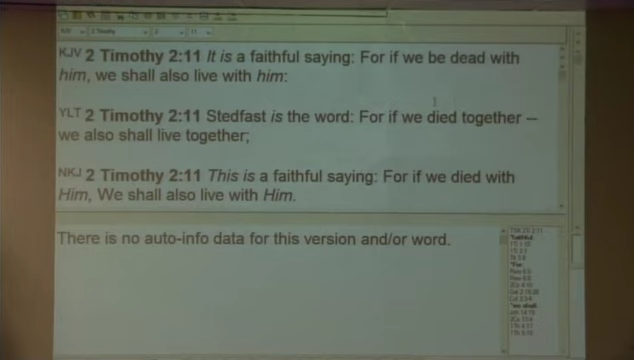 KJV 2 Timothy 2:11 It is a faithful saying: For if we be dead with
him, we shall also live with him:
YLT 2 Timothy 2:11 Stedfast is the word: For if we died together --
we also shall live together;
NKJ 2 Timothy 2:11 This is a faithful saying: For if we died with
Him, We shall also live with Him.
There is no auto-info data for this version and/or word.